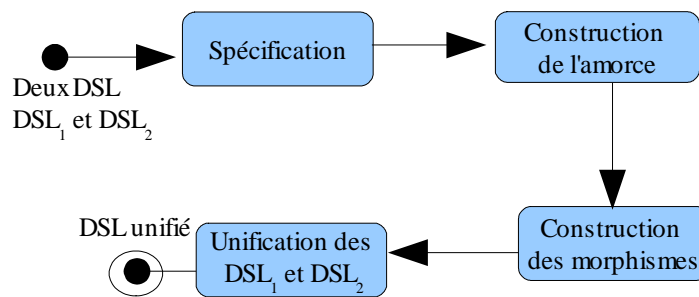 Deux DSL
DSL₁ et DSL₂
Spécification
Construction
de l'amorce
Construction
des morphismes
Unification des
DSL₁ et DSL₂
DSL unifié